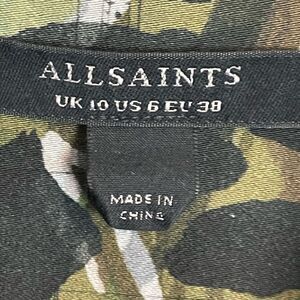 ALLSAINTS
UK 10 US 6 EU 38
MADE IN
CHINA